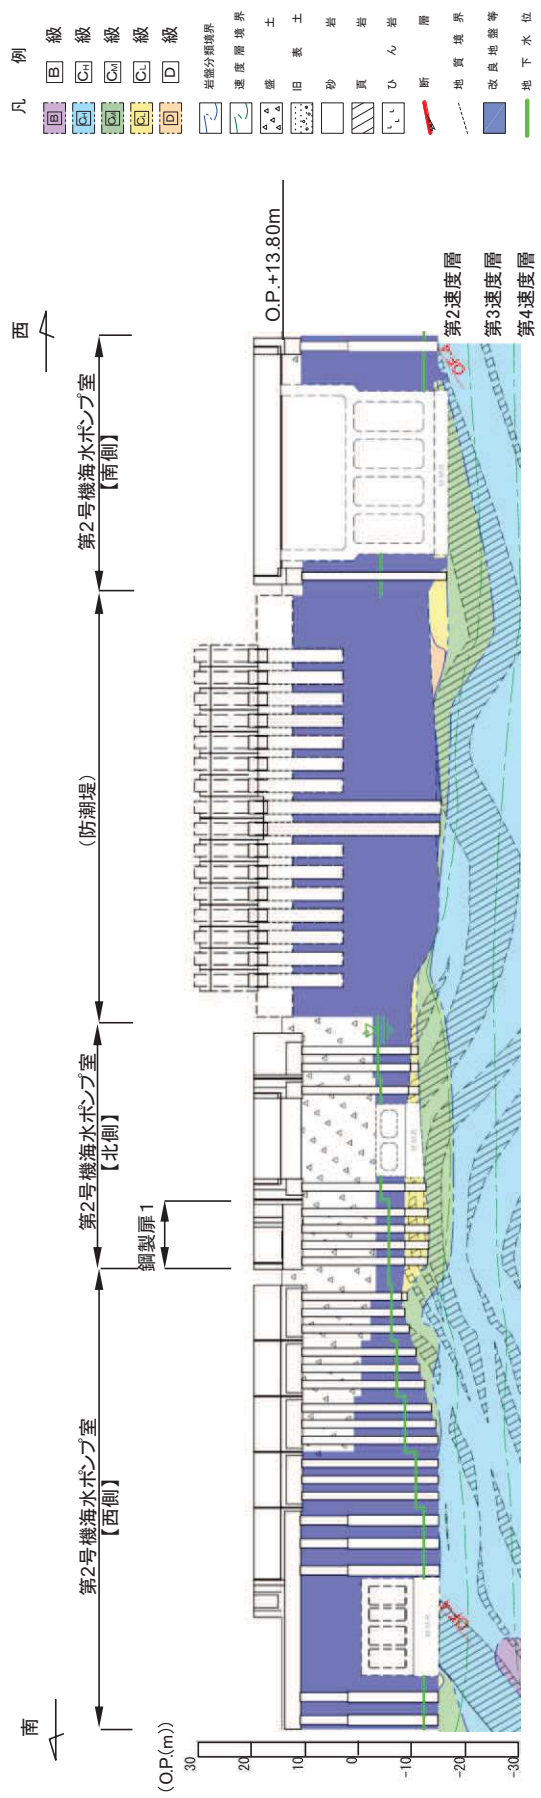 凡 例
B 級
CH 級
CM 級
CL 級
D 級
岩盤分類境界
速度層境界
盛土
旧表土
砂岩
頁岩
ひん岩
断層
地質境界
改良地盤等
地下水位
南
西
第2号機海水ポンプ室
【西側】
第2号機海水ポンプ室
【北側】
鋼製扉1
(防潮堤)
第2号機海水ポンプ室
【南側】
O.P.+13.80m
(O.P.(m))
30
20
10
0
-10
-20
-30
第2速度層
第3速度層
第4速度層